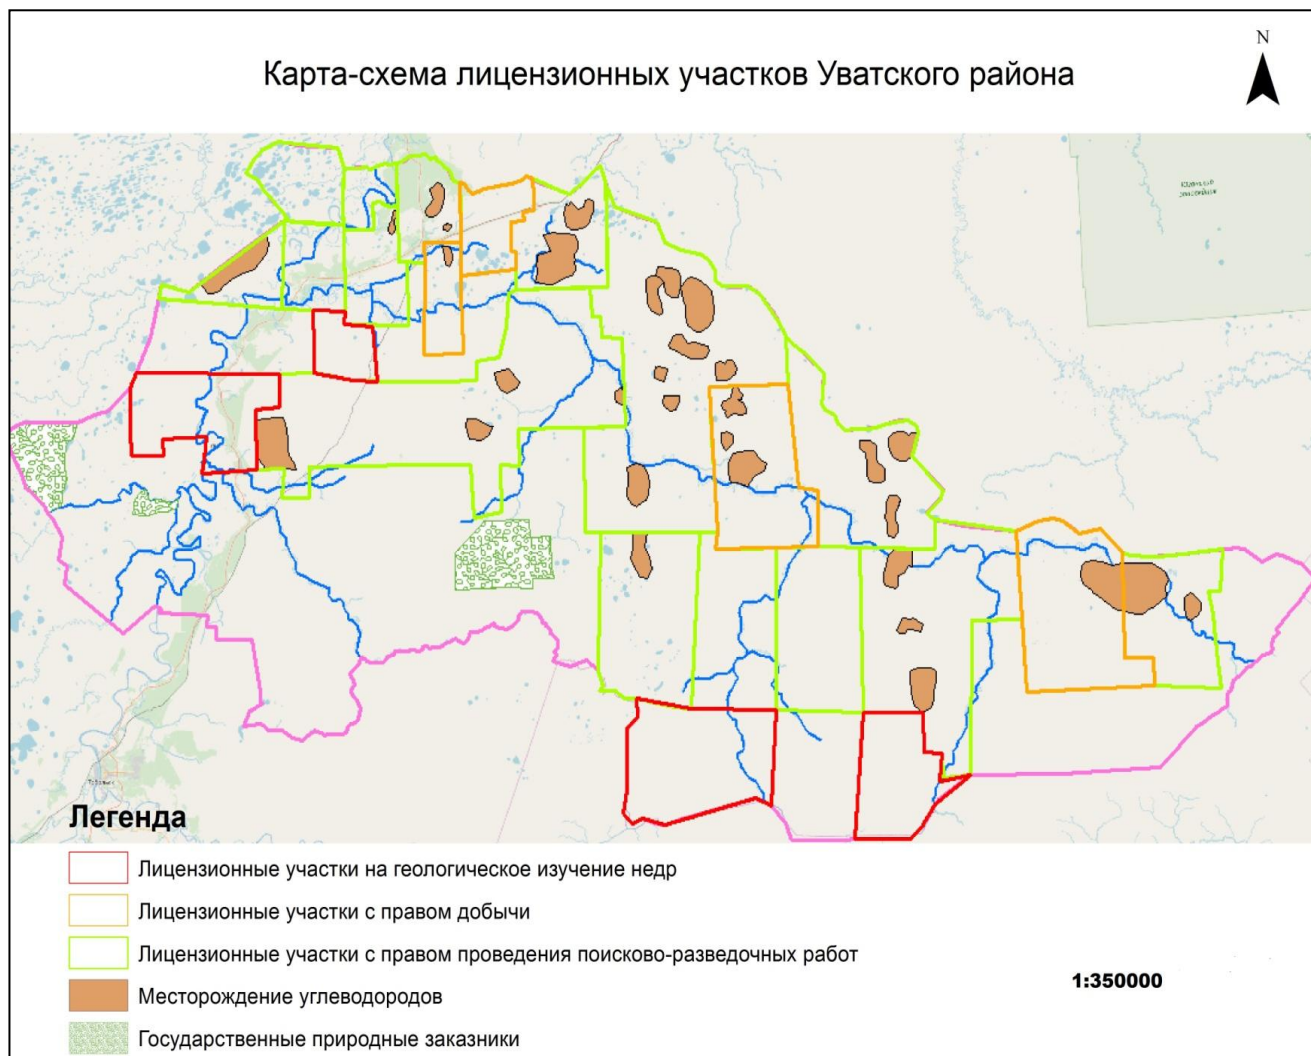 N
Карта-схема лицензионных участков Уватского района
Тобольск
Легенда
Лицензионные участки на геологическое изучение недр
Лицензионные участки с правом добычи
Лицензионные участки с правом проведения поисково-разведочных работ
1:350000
Месторождение углеводородов
Государственные природные заказники